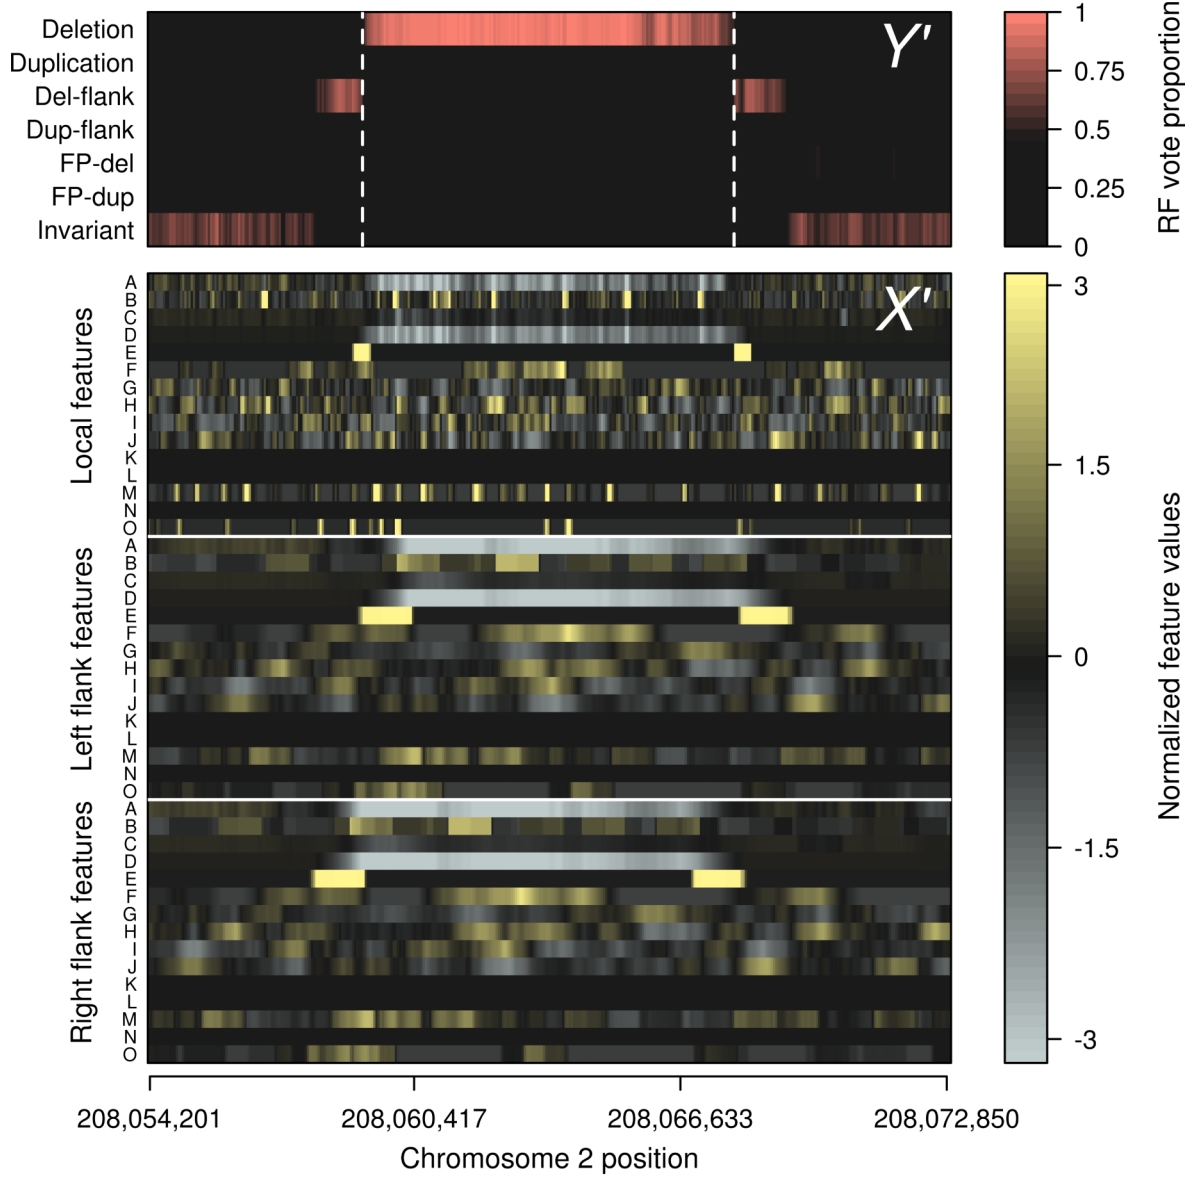 Deletion
Duplication
Del-flank
Dup-flank
FP-del
FP-dup
Invariant
Y'
1
0.75
0.5
0.25
0
RF vote proportion
Local features
A
B
C
D
E
F
G
H
I
J
K
L
M
N
O
X'
Left flank features
A
B
C
D
E
F
G
H
I
J
K
L
M
N
O
Right flank features
A
B
C
D
E
F
G
H
I
J
K
L
M
N
O
3
1.5
0
-1.5
-3
Normalized feature values
208,054,201 208,060,417 208,066,633 208,072,850
Chromosome 2 position